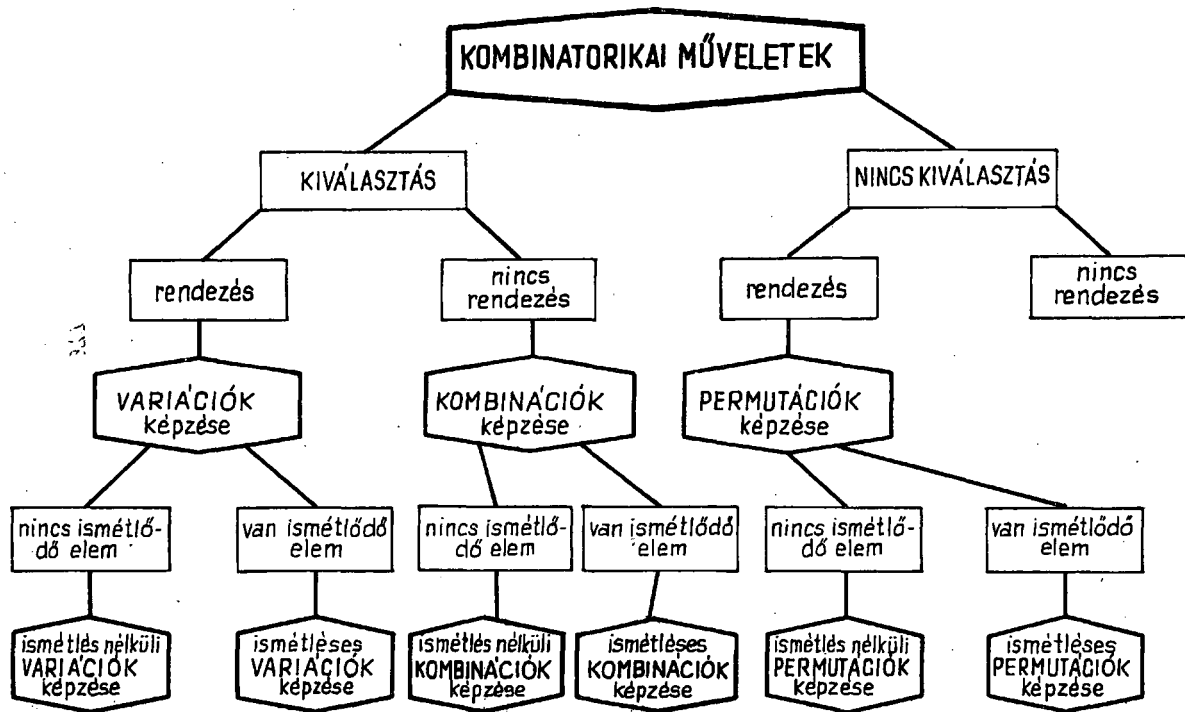 KOMBINATORIKAI MŰVELETEK
KIVÁLASZTÁS
NINCS KIVÁLASZTÁS
rendezés
nincs
rendezés
rendezés
nincs
rendezés
VARIÁCIÓK
képzése
KOMBINÁCIÓK
képzése
PERMUTÁCIÓK
képzése
nincs ismétlő-
dő elem
van ismétlődő
elem
nincs ismétlő-
dő elem
van ismétlődő
elem
nincs ismétlő-
dő elem
van ismétlődő
elem
ismétlés nélküli
VARIÁCIÓK
képzése
ismétléses
VARIÁCIÓK
képzése
ismétlés nélküli
KOMBINÁCIÓK
képzése
ismétléses
KOMBINÁCIÓK
képzése
ismétlés nélküli
PERMUTÁCIÓK
képzése
ismétléses
PERMUTÁCIÓK
képzése